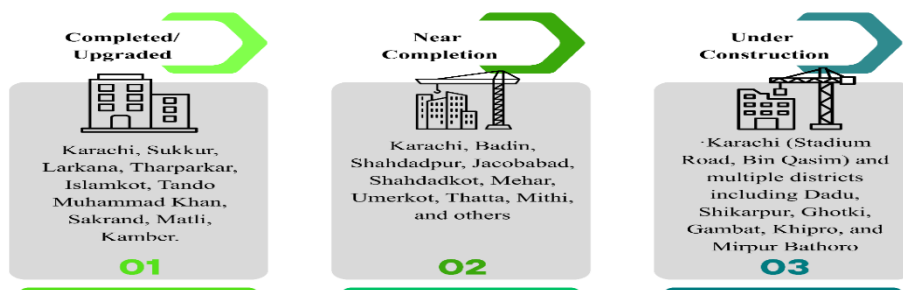 Completed/
Upgraded
Karachi, Sukkur,
Larkana, Tharparkar,
Islamkot, Tando
Muhammad Khan,
Sakrand, Matli,
Kamber.
01
Near
Completion
Karachi, Badin,
Shahdadpur, Jacobabad,
Shahdadkot, Mehar,
Umerkot, Thatta, Mithi,
and others
02
Under
Construction
·Karachi (Stadium
Road, Bin Qasim) and
multiple districts
including Dadu,
Shikarpur, Ghotki,
Gambat, Khipro, and
Mirpur Bathoro
03